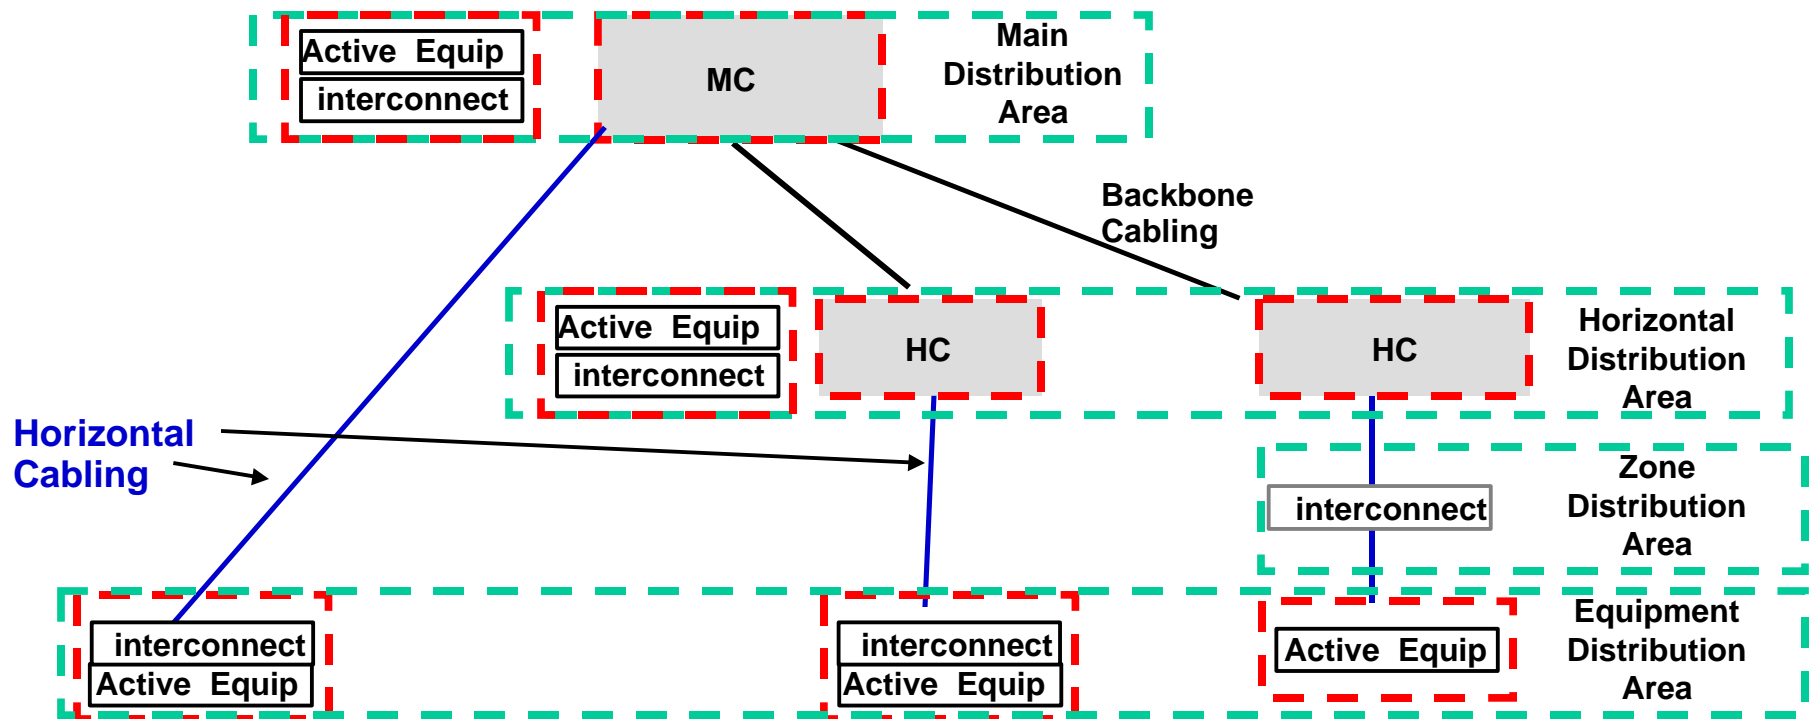 Active Equip
interconnect
MC
Main
Distribution
Area
Backbone
Cabling
Active Equip
interconnect
HC
HC
Horizontal
Distribution
Area
Horizontal
Cabling
interconnect
Zone
Distribution
Area
interconnect
Active Equip
interconnect
Active Equip
Active Equip
Equipment
Distribution
Area